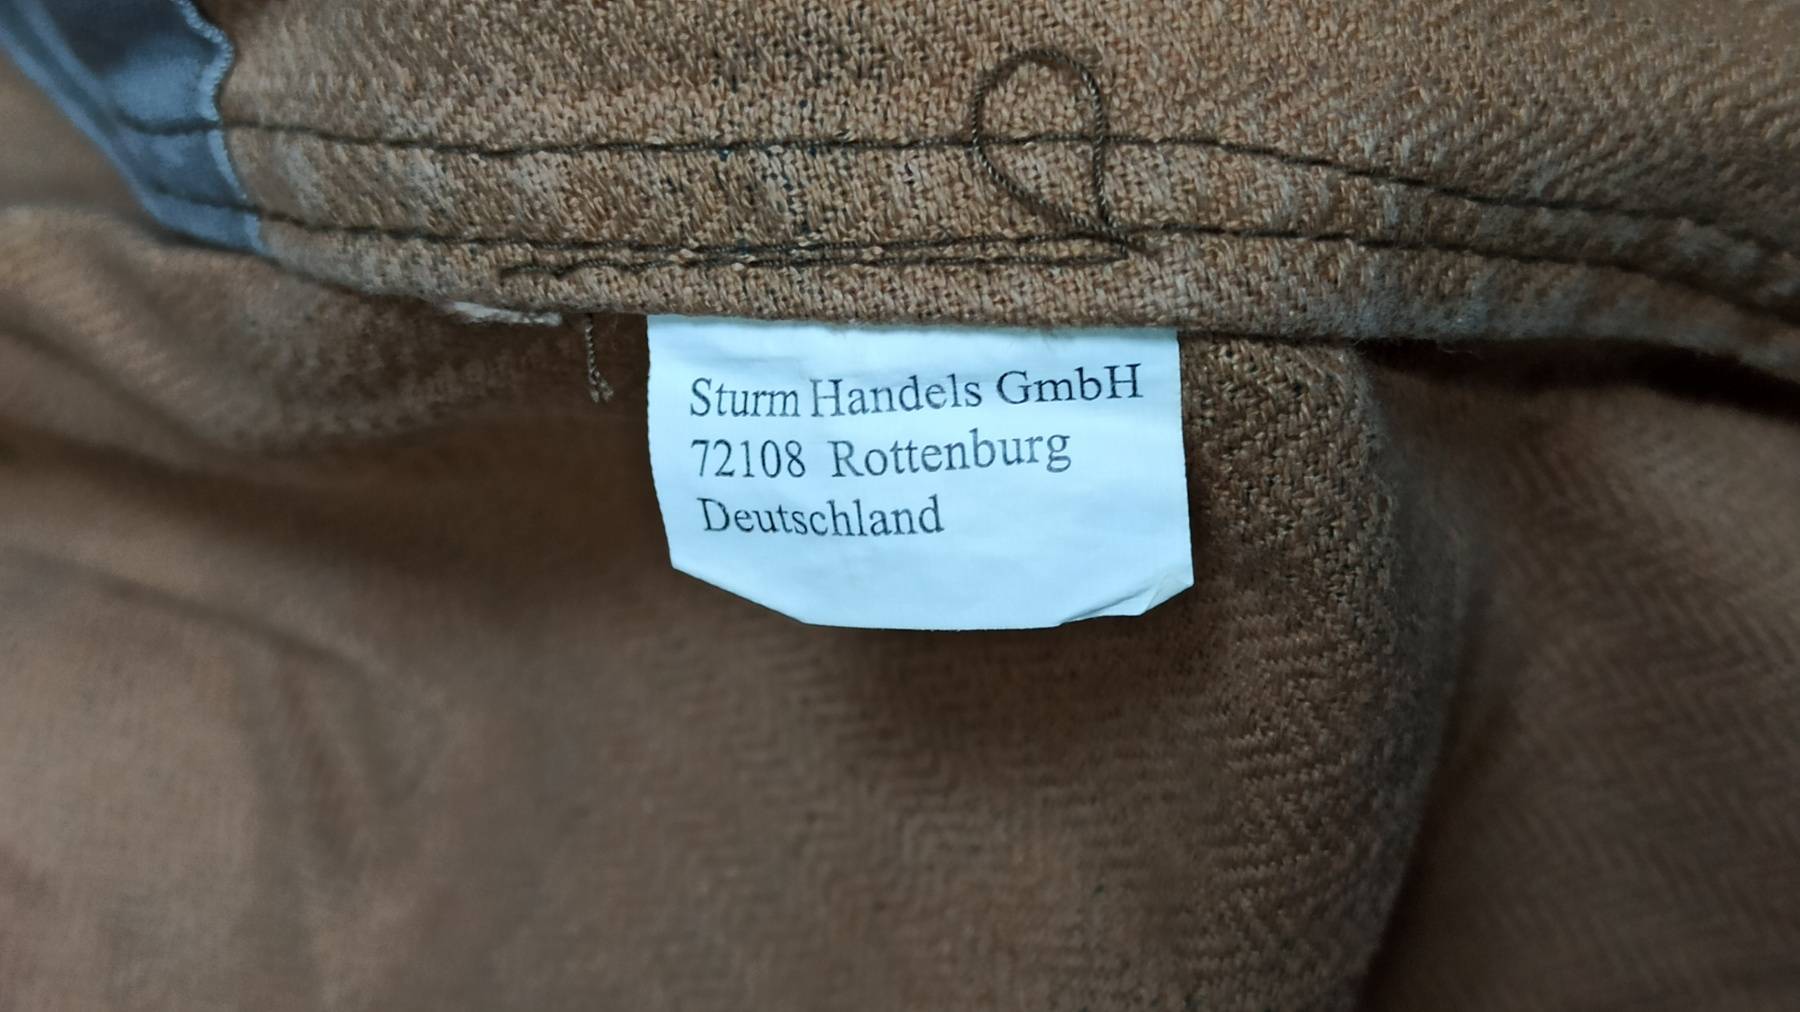 Sturm Handels GmbH
72108 Rottenburg
Deutschland